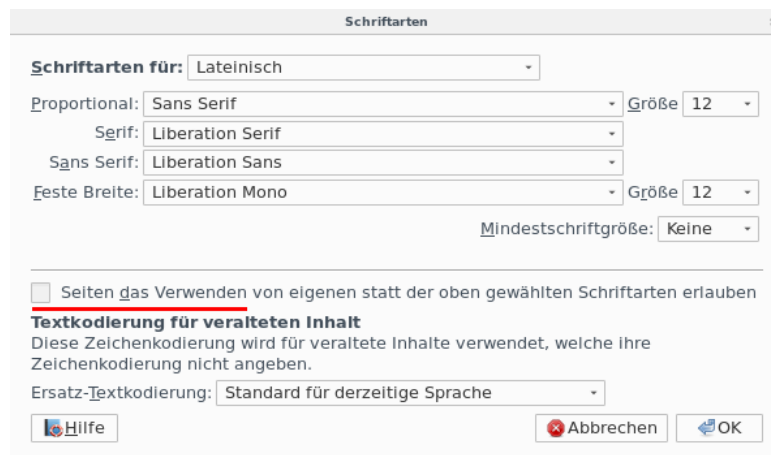 Schriftarten
Schriftarten für: Lateinisch
Proportional: Sans Serif Größe 12
Serif: Liberation Serif
Sans Serif: Liberation Sans
Feste Breite: Liberation Mono Größe 12
Mindestschriftgröße: Keine
Seiten das Verwenden von eigenen statt der oben gewählten Schriftarten erlauben
Textkodierung für veralteten Inhalt
Diese Zeichenkodierung wird für veraltete Inhalte verwendet, welche ihre
Zeichenkodierung nicht angeben.
Ersatz-Textkodierung: Standard für derzeitige Sprache
Hilfe Abbrechen OK